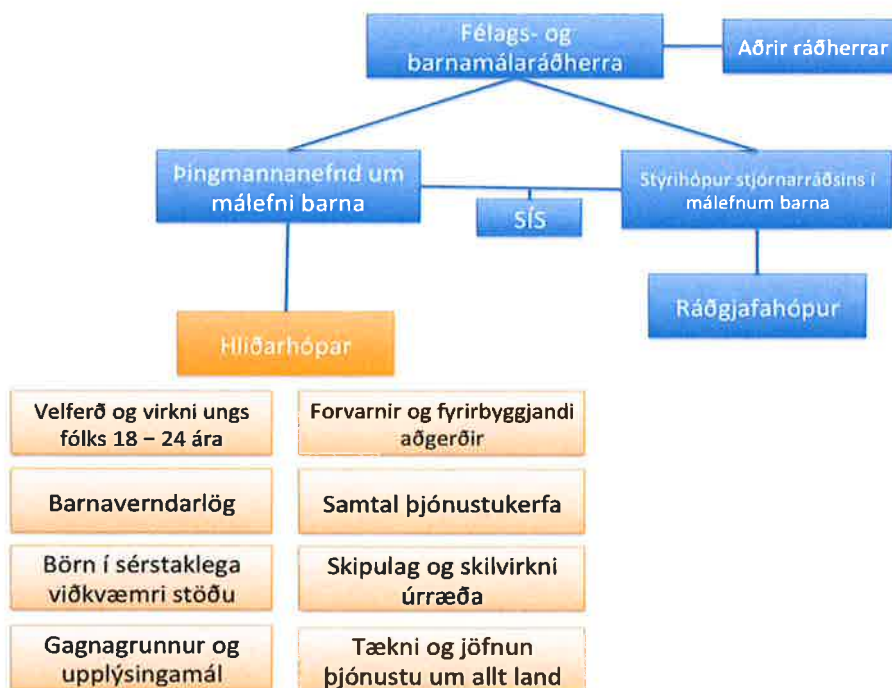 Félags- og
barnamálaráðherra
Aðrir ráðherrar
Þingmannanefnd um
málefni barna
Stýrihópur stjórnarráðsins í
málefnum barna
SÍS
Ráðgjafahópur
Hliðarhópar
Velferð og virkni ungs
fólks 18 – 24 ára
Forvarnir og fyrirbyggjandi
aðgerðir
Barnaverndarlög
Samtal þjónustukerfa
Börn í sérstaklega
viðkvæmri stöðu
Skipulag og skilvirkni
úrræða
Gagnagrunnur og
upplýsingamál
Tækni og jöfnun
þjónustu um allt land